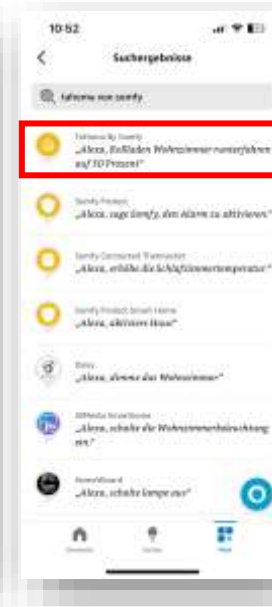 10:52
Suchergebnisse
tahoma von somfy
TaHoma By Somfy
„Alexa, Rollladen Wohnzimmer runterfahren
auf 50 Prozent“
Somfy Protect
„Alexa, sage Somfy, den Alarm zu aktivieren.“
Somfy Connected Thermostat
„Alexa, erhöhe die Schlafzimmertemperatur“
Somfy Protect Smart Home
„Alexa, aktiviere Haus“
„Alexa, dimme das Wohnzimmer“
„Alexa, schalte die Wohnzimmerbeleuchtung
ein.“
HomeWizard
„Alexa, schalte lampe aus“